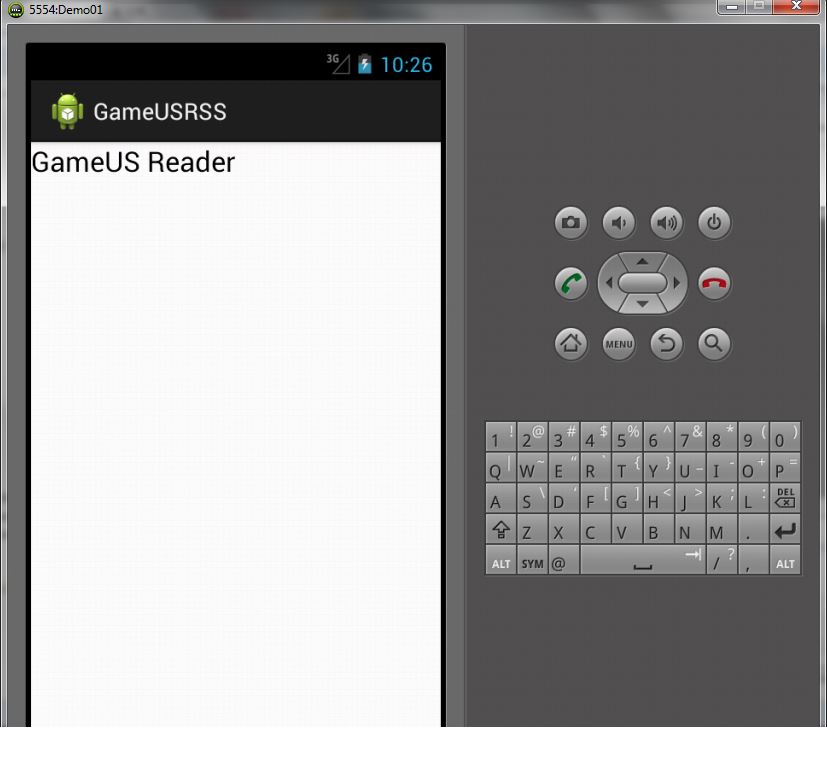 5554:Demo01
3G 10:26
GameUSRSS
GameUS Reader
MENU
1 ! 2 @ 3 # 4 $ 5 % 6 ^ 7 & 8 * 9 ( 0 )
Q | W ~ E “ R ` T { Y } U _ I - O + P =
A S \ D ‘ F [ G ] H < J > K ; L : DEL
Z X C V B N M .
ALT SYM @ / ? , ALT